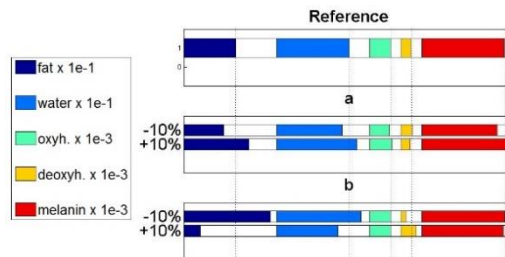 Reference
1
0
fat x 1e-1
water x 1e-1
oxyh. x 1e-3
deoxyh. x 1e-3
melanin x 1e-3
a
-10%
+10%
b
-10%
+10%